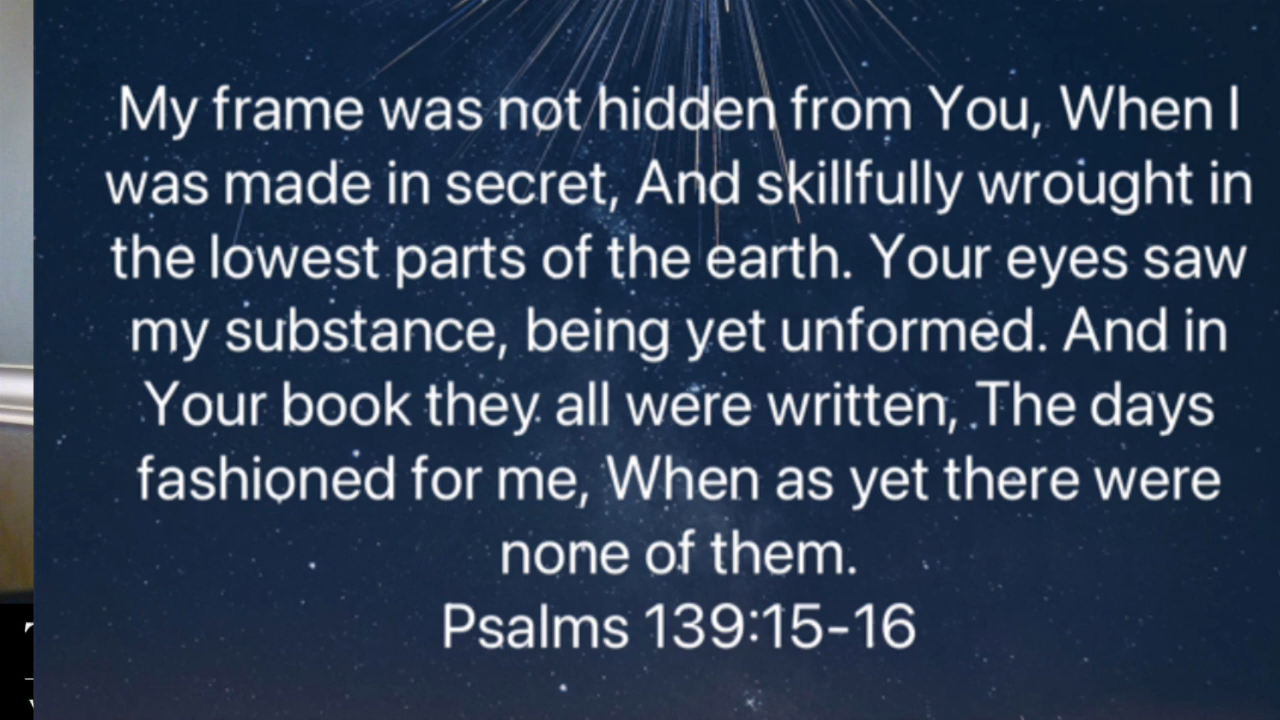 My frame was not hidden from You, When I
was made in secret, And skillfully wrought in
the lowest parts of the earth. Your eyes saw
my substance, being yet unformed. And in
Your book they all were written, The days
fashioned for me, When as yet there were
none of them.
Psalms 139:15-16